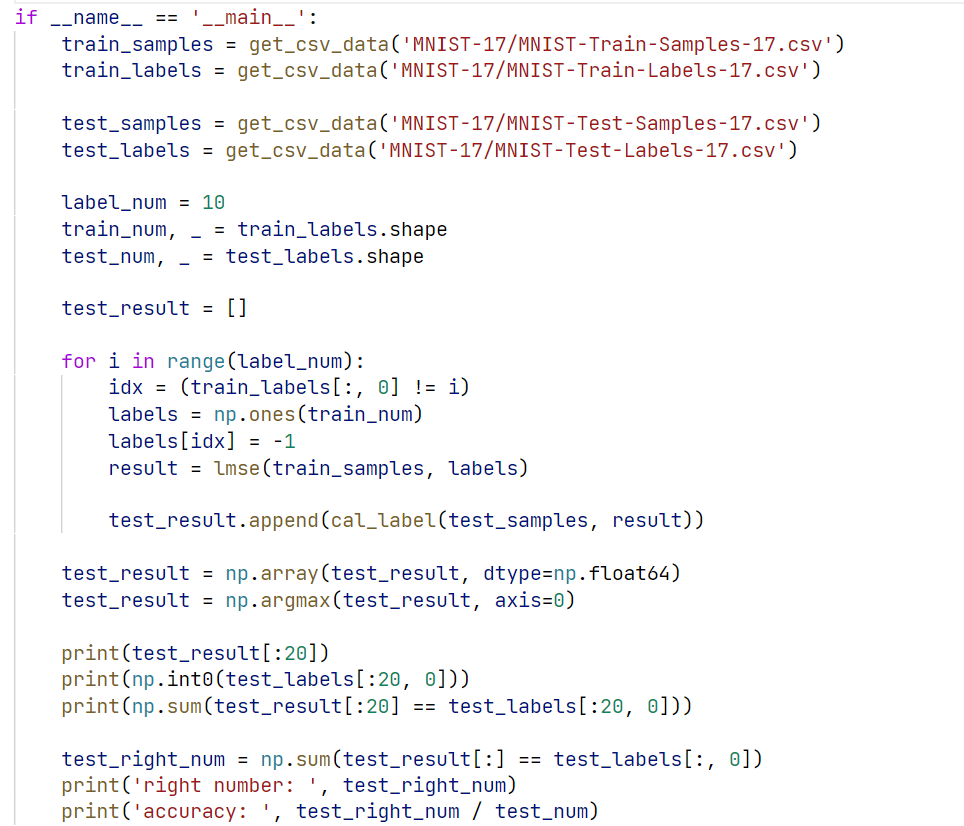 if __name__ == '__main__':
    train_samples = get_csv_data('MNIST-17/MNIST-Train-Samples-17.csv')
    train_labels = get_csv_data('MNIST-17/MNIST-Train-Labels-17.csv')

    test_samples = get_csv_data('MNIST-17/MNIST-Test-Samples-17.csv')
    test_labels = get_csv_data('MNIST-17/MNIST-Test-Labels-17.csv')

    label_num = 10
    train_num, _ = train_labels.shape
    test_num, _ = test_labels.shape

    test_result = []

    for i in range(label_num):
        idx = (train_labels[:, 0] != i)
        labels = np.ones(train_num)
        labels[idx] = -1
        result = lmse(train_samples, labels)

        test_result.append(cal_label(test_samples, result))

    test_result = np.array(test_result, dtype=np.float64)
    test_result = np.argmax(test_result, axis=0)

    print(test_result[:20])
    print(np.int0(test_labels[:20, 0]))
    print(np.sum(test_result[:20] == test_labels[:20, 0]))

    test_right_num = np.sum(test_result[:] == test_labels[:, 0])
    print('right number: ', test_right_num)
    print('accuracy: ', test_right_num / test_num)